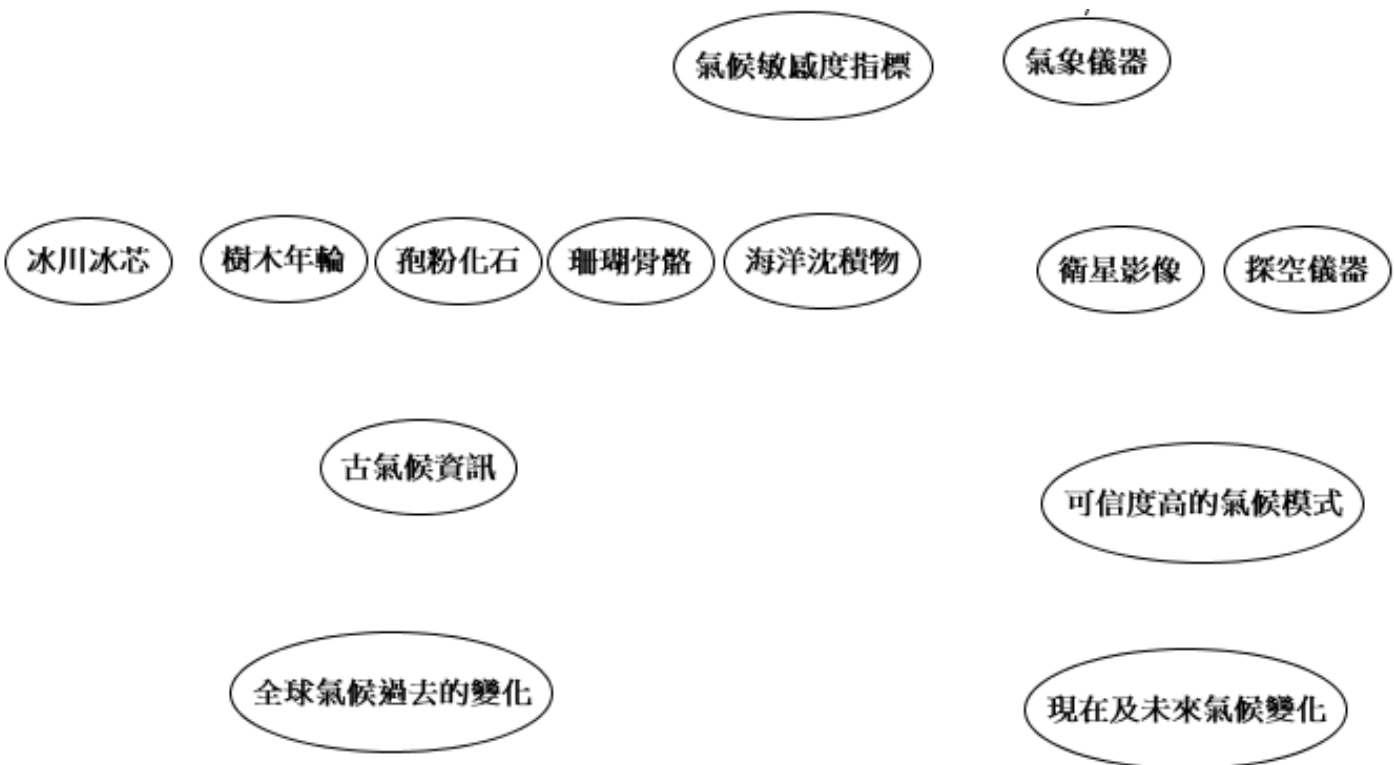 氣候敏感度指標
氣象儀器
冰川冰芯
樹木年輪
孢粉化石
珊瑚骨骼
海洋沈積物
衛星影像
探空儀器
古氣候資訊
可信度高的氣候模式
全球氣候過去的變化
現在及未來氣候變化